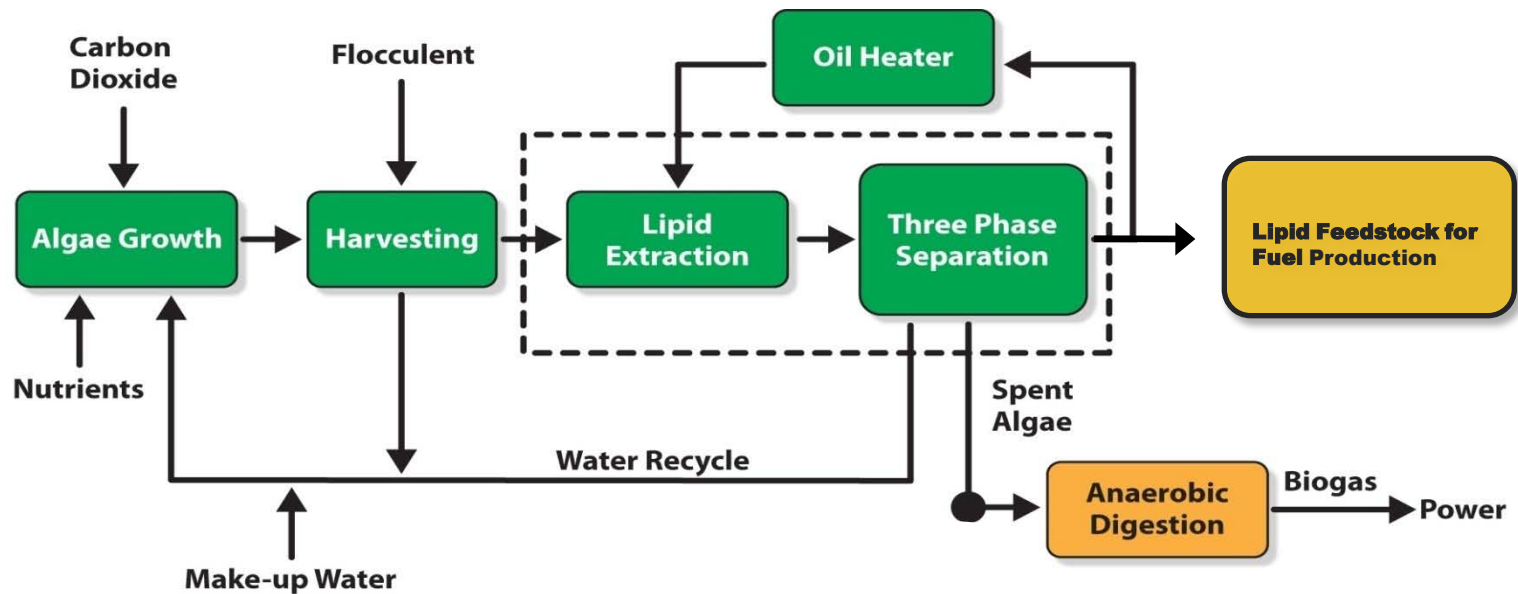 Carbon
Dioxide
Flocculent
Oil Heater
Algae Growth
Harvesting
Lipid
Extraction
Three Phase
Separation
Lipid Feedstock for
Fuel Production
Nutrients
Spent
Algae
Water Recycle
Anaerobic
Digestion
Biogas
Power
Make-up Water